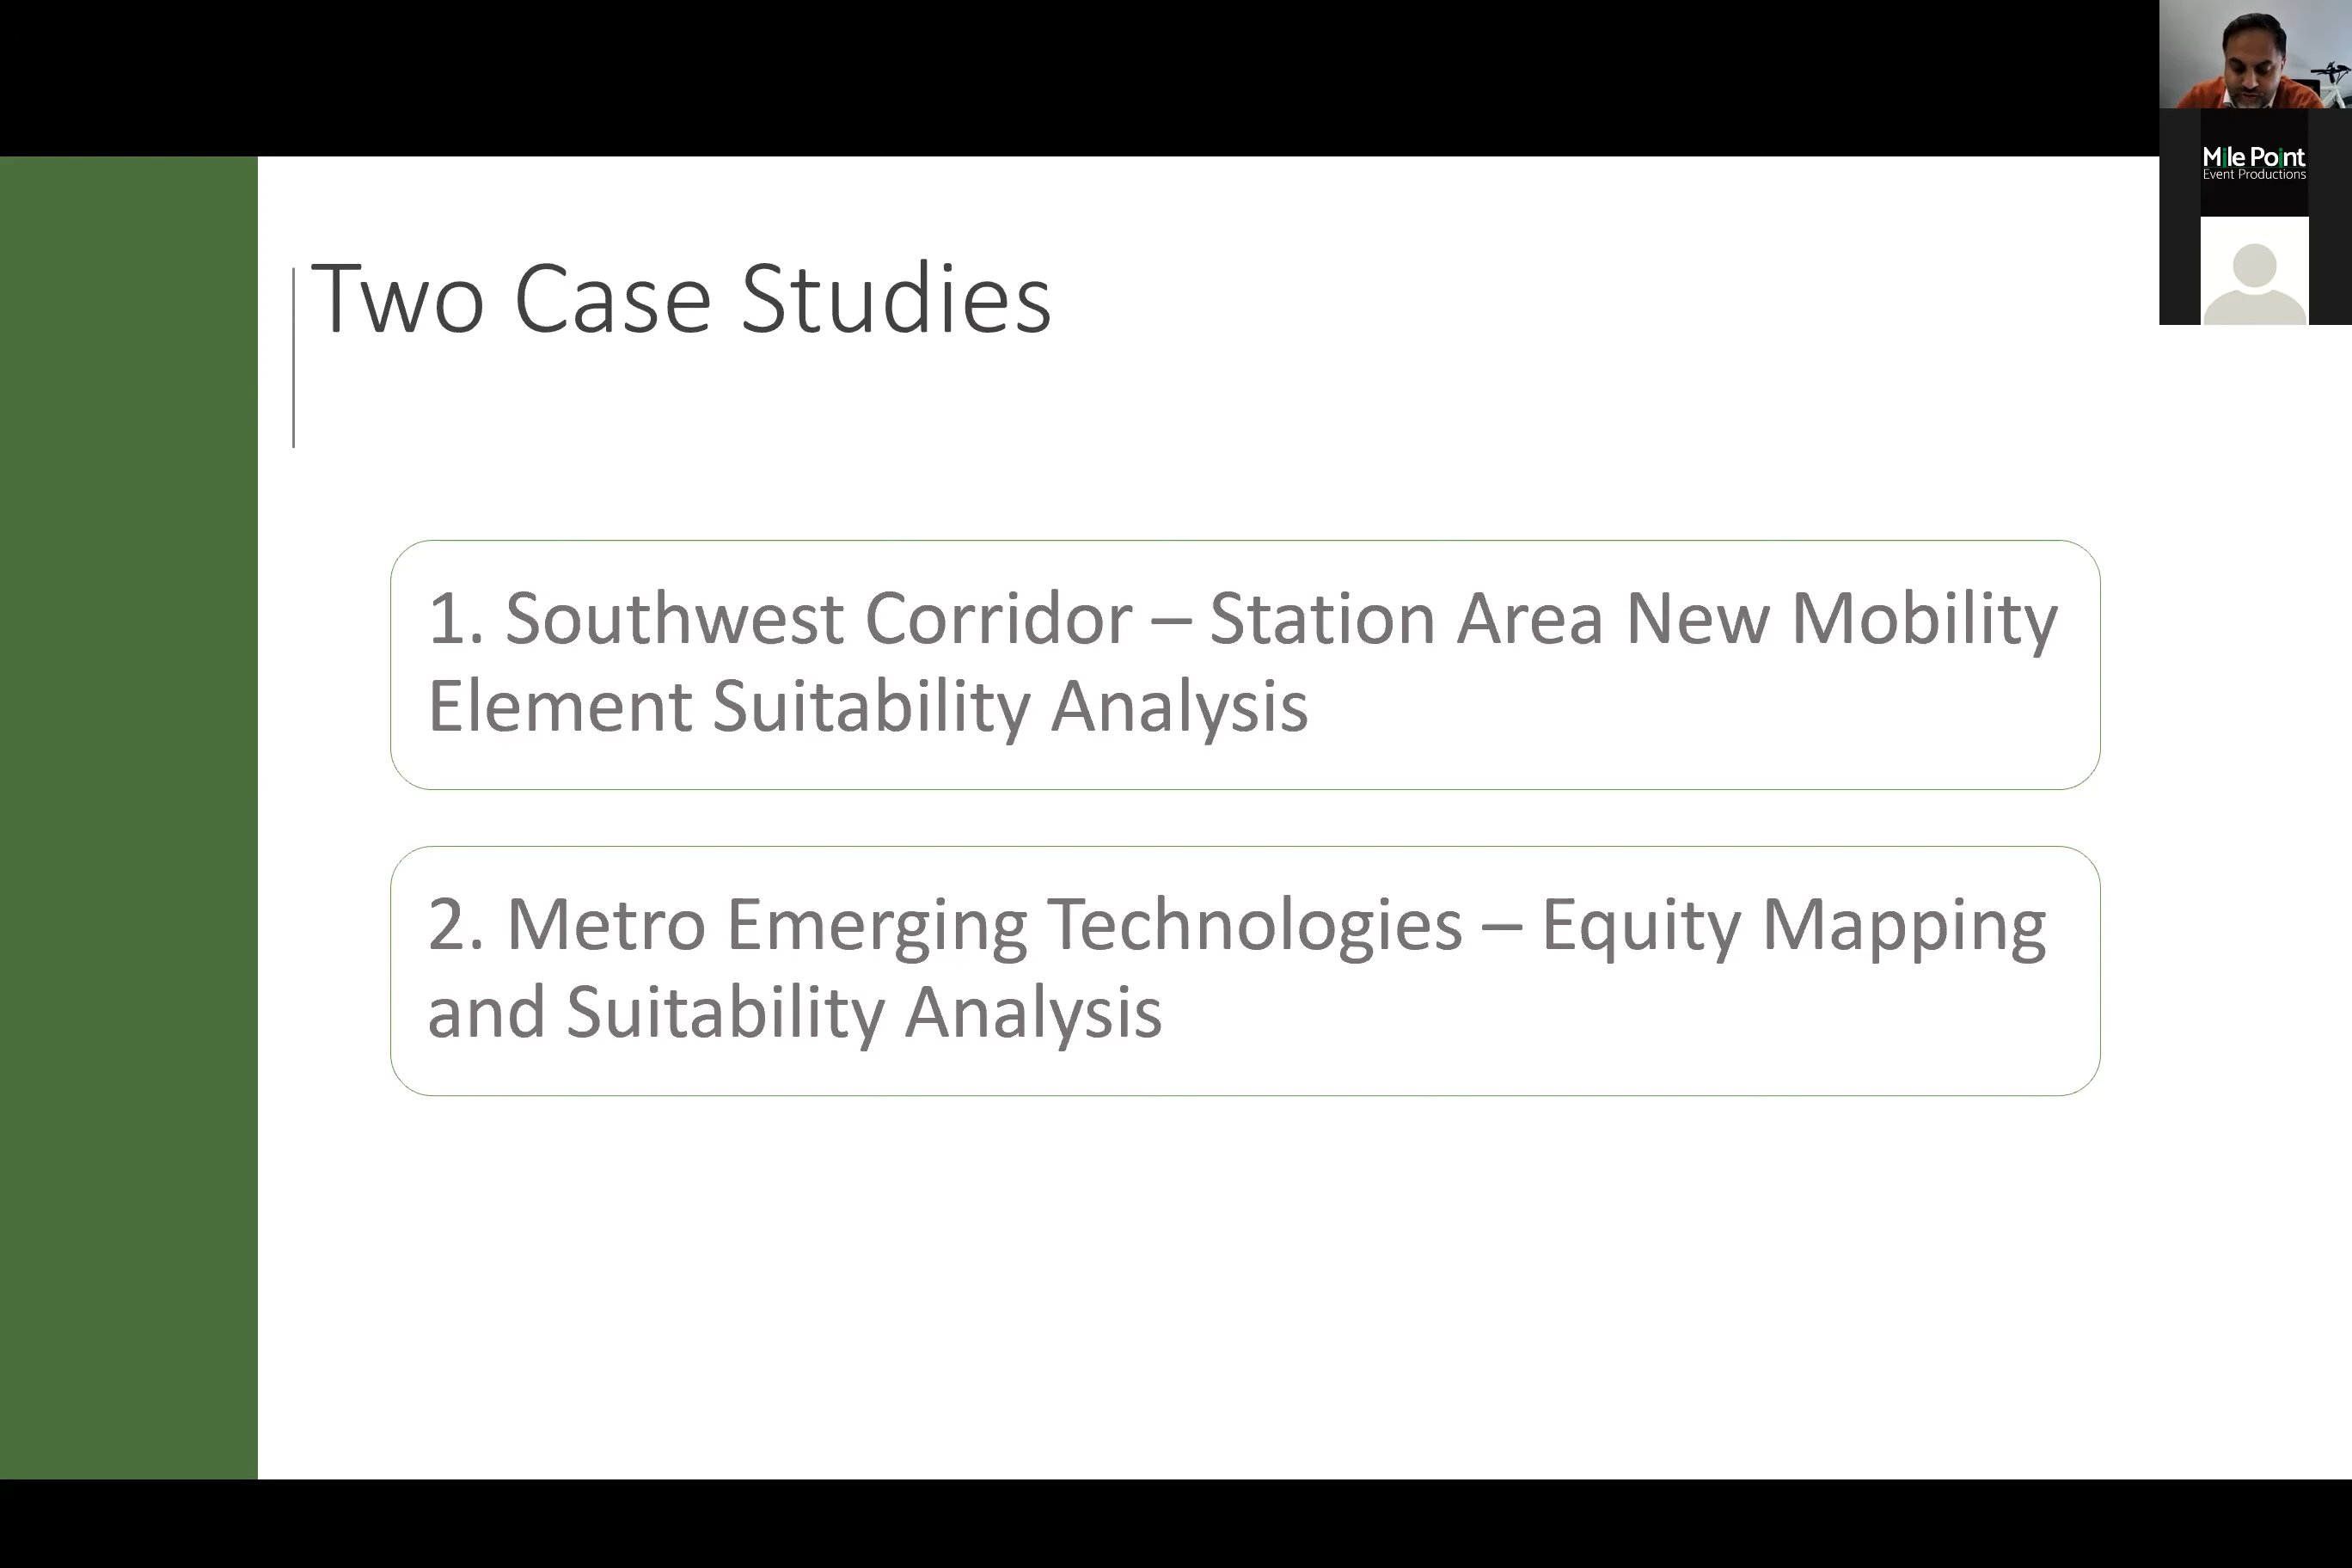 Mile Point
Event Productions
Two Case Studies
1. Southwest Corridor – Station Area New Mobility
Element Suitability Analysis
2. Metro Emerging Technologies – Equity Mapping
and Suitability Analysis